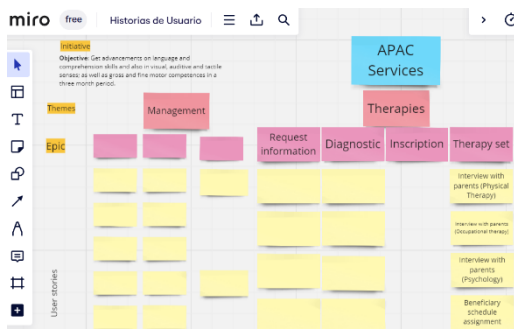 miro
free
Historias de Usuario
Initiative
Objective: Get advancements on language and
comprehension skills and also in visual, auditive and tactile
senses; as well as gross and fine motor competences in a
three month period.
APAC
Services
Themes
Management
Therapies
Epic
Request
information
Diagnostic
Inscription
Therapy set
Interview with
parents (Physical
Therapy)
Interview with parents
(Occupational therapy)
Interview with
parents
(Psychology)
Beneficiary
schedule
assignment
User stories